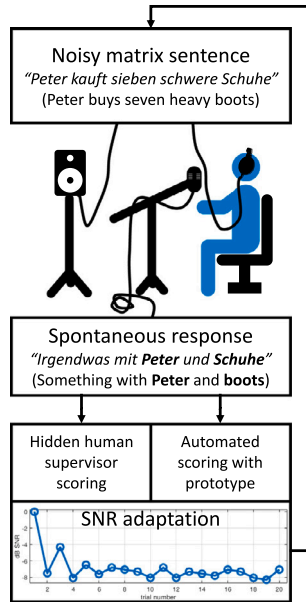 Noisy matrix sentence
“Peter kauft sieben schwere Schuhe”
(Peter buys seven heavy boots)
Spontaneous response
“Irgendwas mit Peter und Schuhe”
(Something with Peter and boots)
Hidden human
supervisor
scoring
Automated
scoring with
prototype
SNR adaptation
dB SNR
0
-2
-4
-6
-8
2 4 6 8 10 12 14 16 18 20
trial number